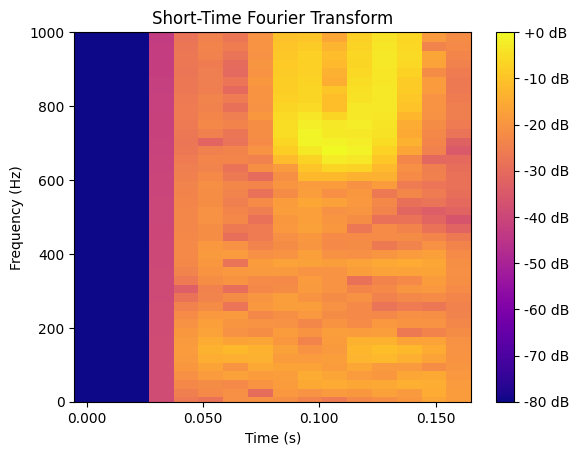 Short-Time Fourier Transform
1000
800
600
400
200
0
Frequency (Hz)
0.000
0.050
0.100
0.150
Time (s)
+0 dB
-10 dB
-20 dB
-30 dB
-40 dB
-50 dB
-60 dB
-70 dB
-80 dB